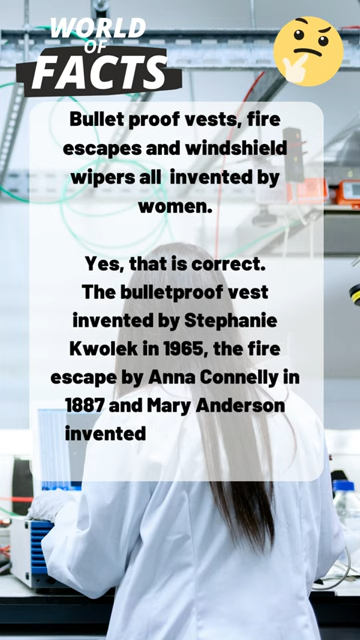 WORLD
OF
FACTS
Bullet proof vests, fire
escapes and windshield
wipers all invented by
women.
Yes, that is correct.
The bulletproof vest
invented by Stephanie
Kwolek in 1965, the fire
escape by Anna Connelly in
1887 and Mary Anderson
invented